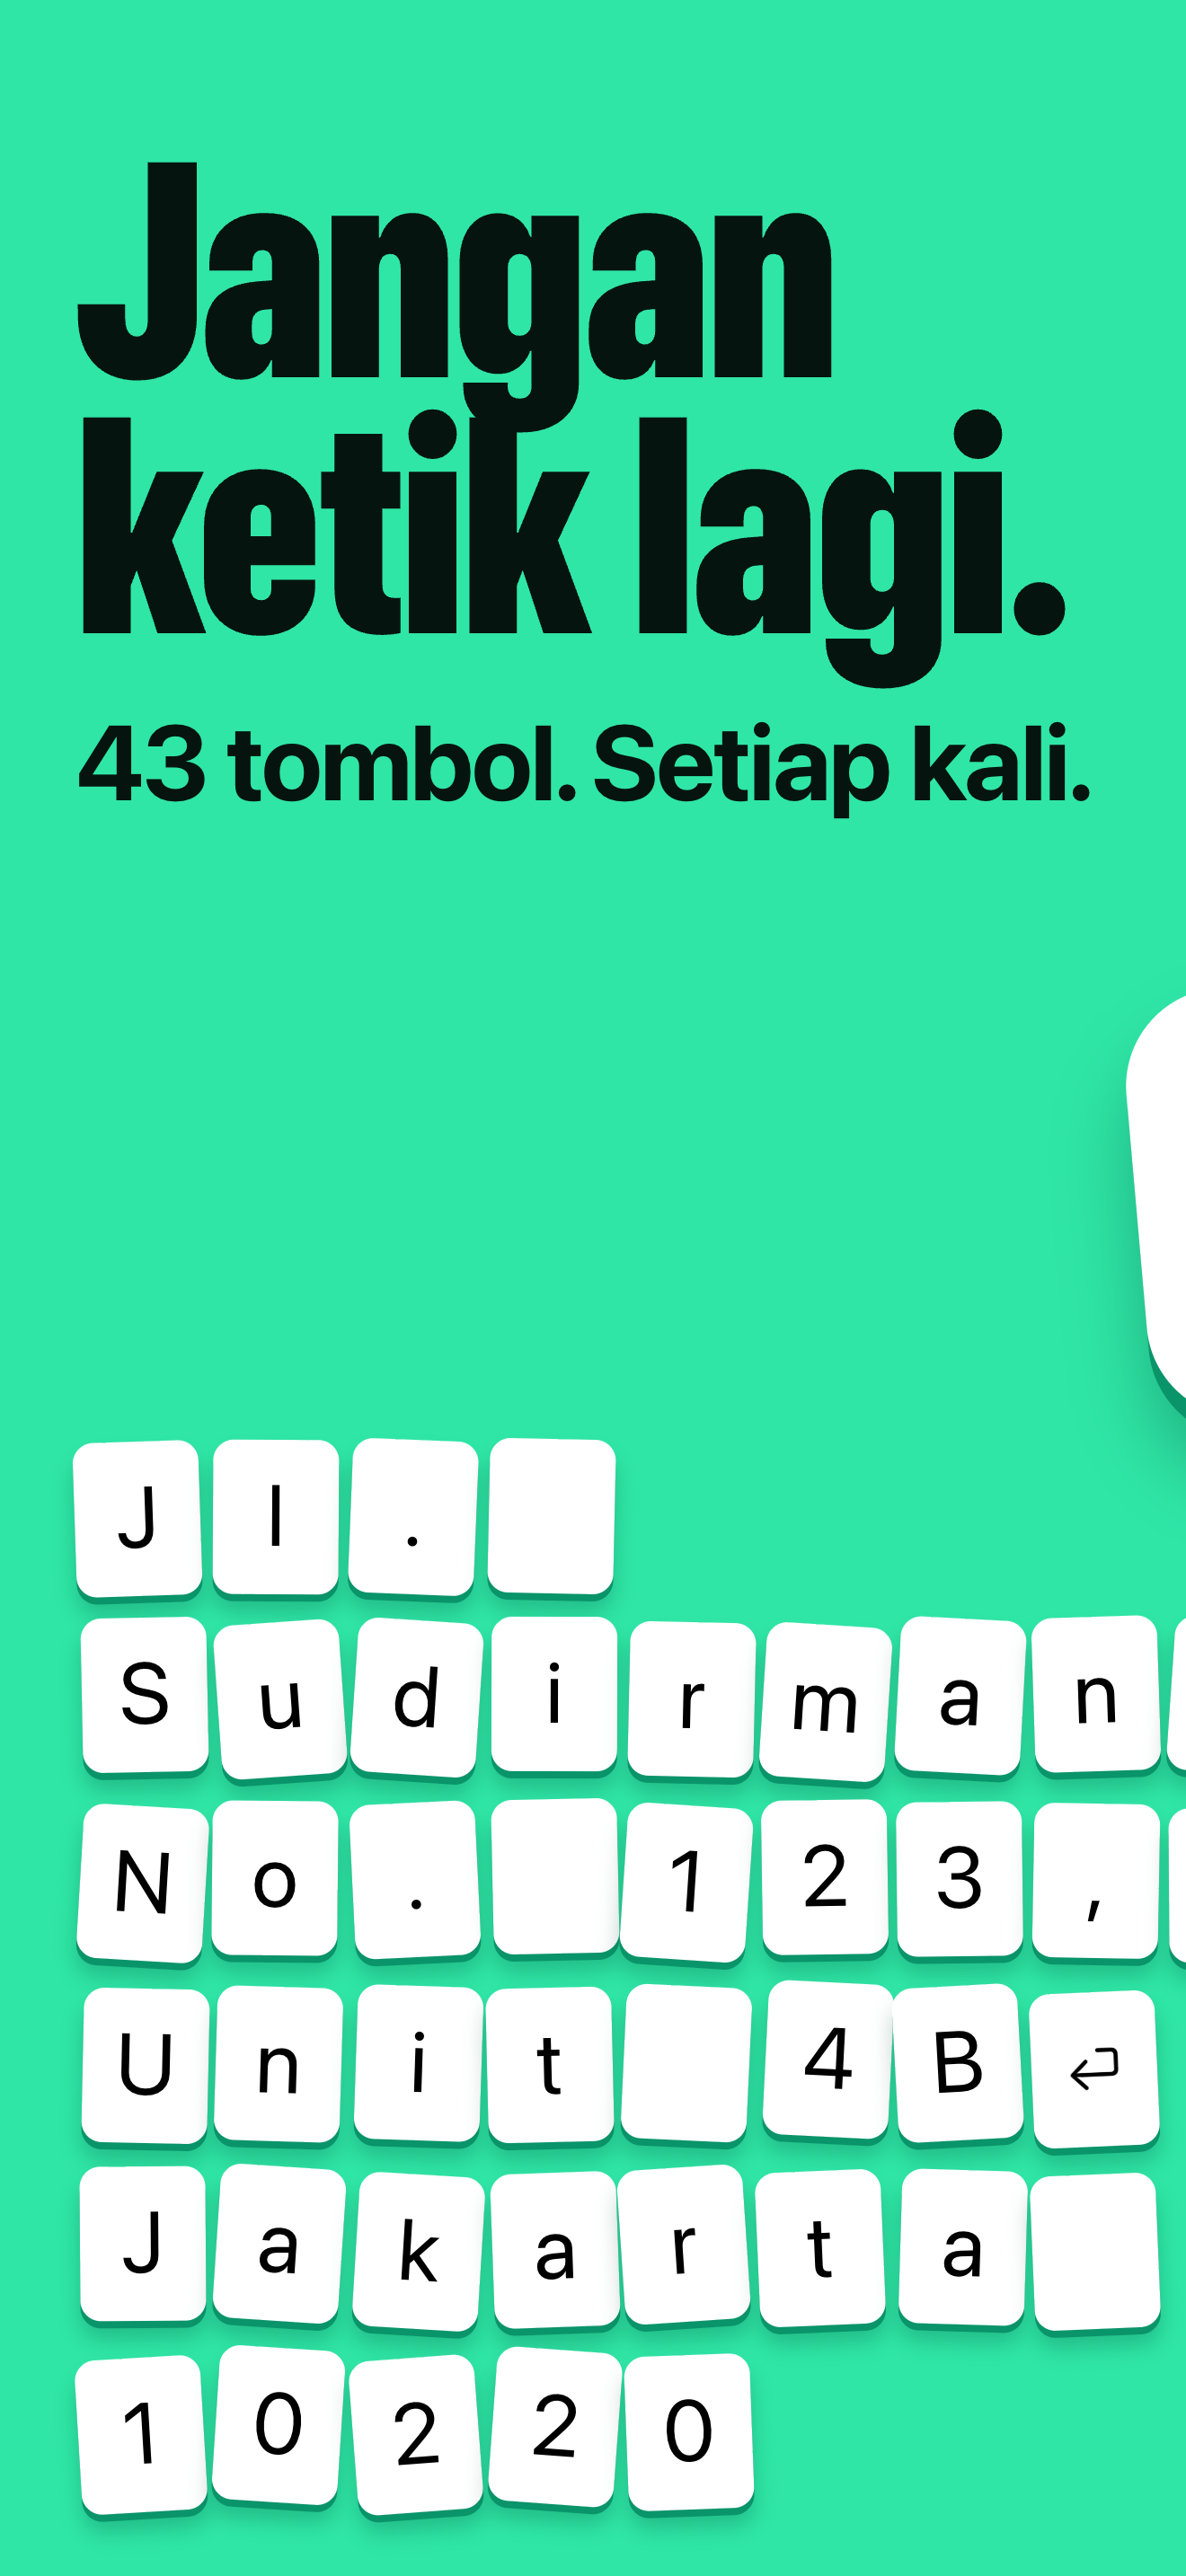 Jangan
ketik lagi.
43 tombol. Setiap kali.
Jl.
Sudirman
No. 123,
Unit 4B ↵
Jakarta
10220